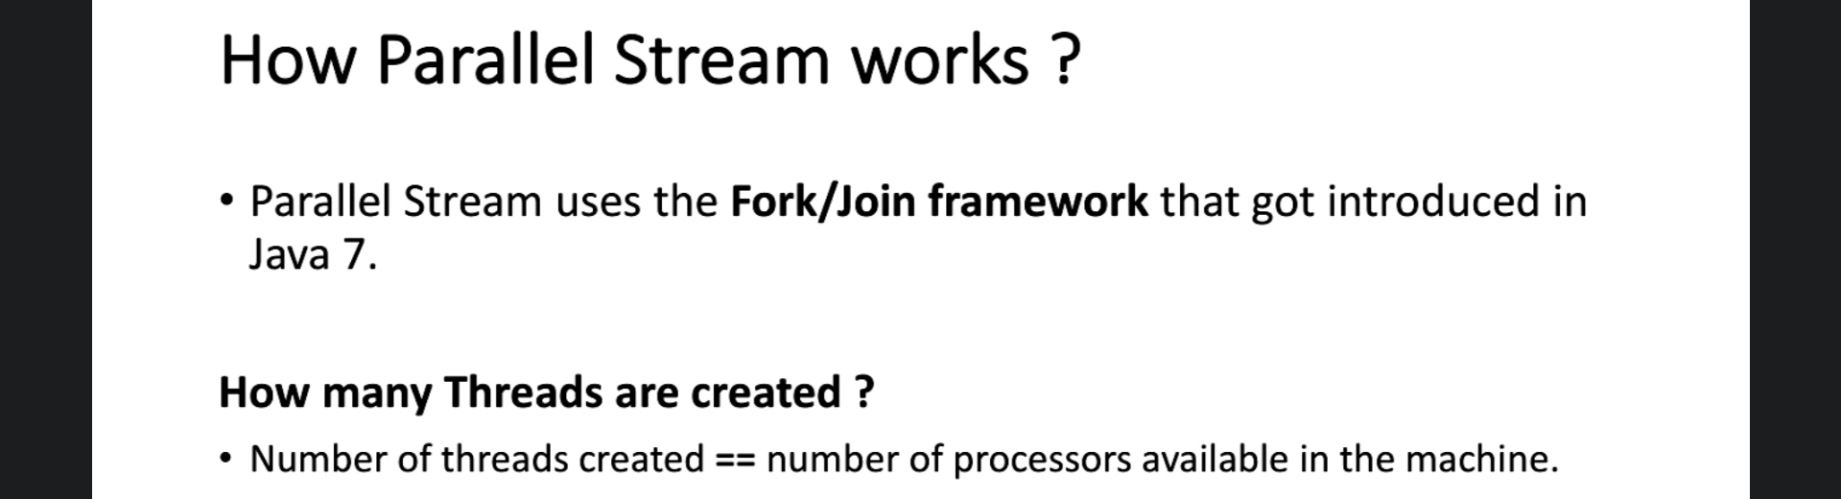 How Parallel Stream works ?
• Parallel Stream uses the Fork/Join framework that got introduced in
Java 7.
How many Threads are created ?
• Number of threads created == number of processors available in the machine.